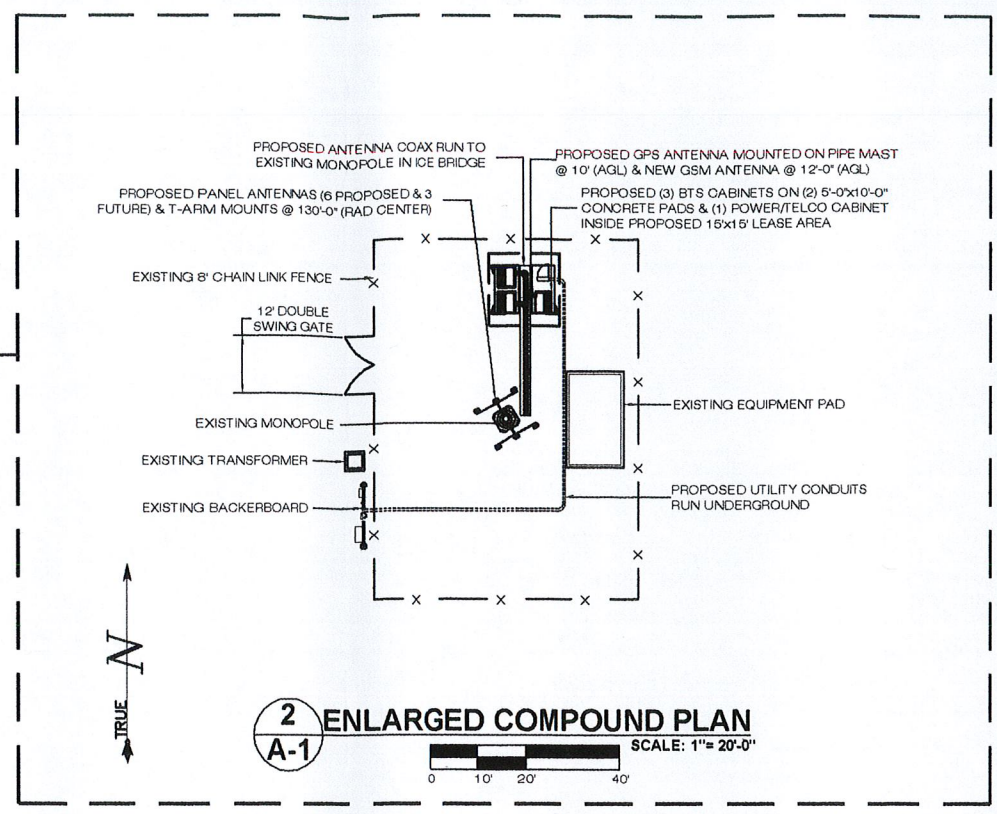 PROPOSED ANTENNA COAX RUN TO
EXISTING MONOPOLE IN ICE BRIDGE
PROPOSED GPS ANTENNA MOUNTED ON PIPE MAST
@ 10' (AGL) & NEW GSM ANTENNA @ 12'-0" (AGL)
PROPOSED PANEL ANTENNAS (6 PROPOSED & 3
FUTURE) & T-ARM MOUNTS @ 130'-0" (RAD CENTER)
PROPOSED (3) BTS CABINETS ON (2) 5'-0"x10'-0"
CONCRETE PADS & (1) POWER/TELCO CABINET
INSIDE PROPOSED 15'x15' LEASE AREA
EXISTING 8' CHAIN LINK FENCE
12' DOUBLE
SWING GATE
EXISTING MONOPOLE
EXISTING EQUIPMENT PAD
EXISTING TRANSFORMER
EXISTING BACKERBOARD
PROPOSED UTILITY CONDUITS
RUN UNDERGROUND
N
TRUE
2
A-1
ENLARGED COMPOUND PLAN
SCALE: 1"= 20'-0"
0 10' 20' 40'